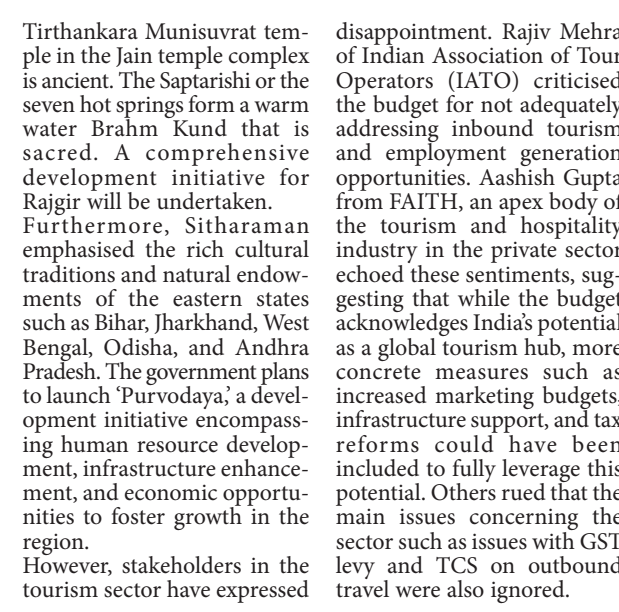 Tirthankara Munisuvrat tem-
ple in the Jain temple complex
is ancient. The Saptarishi or the
seven hot springs form a warm
water Brahm Kund that is
sacred. A comprehensive
development initiative for
Rajgir will be undertaken.
Furthermore, Sitharaman
emphasised the rich cultural
traditions and natural endow-
ments of the eastern states
such as Bihar, Jharkhand, West
Bengal, Odisha, and Andhra
Pradesh. The government plans
to launch ‘Purvodaya,’ a devel-
opment initiative encompass-
ing human resource develop-
ment, infrastructure enhance-
ment, and economic opportu-
nities to foster growth in the
region.
However, stakeholders in the
tourism sector have expressed
disappointment. Rajiv Mehra
of Indian Association of Tour
Operators (IATO) criticised
the budget for not adequately
addressing inbound tourism
and employment generation
opportunities. Aashish Gupta
from FAITH, an apex body of
the tourism and hospitality
industry in the private sector
echoed these sentiments, sug-
gesting that while the budget
acknowledges India’s potential
as a global tourism hub, more
concrete measures such as
increased marketing budgets,
infrastructure support, and tax
reforms could have been
included to fully leverage this
potential. Others rued that the
main issues concerning the
sector such as issues with GST
levy and TCS on outbound
travel were also ignored.